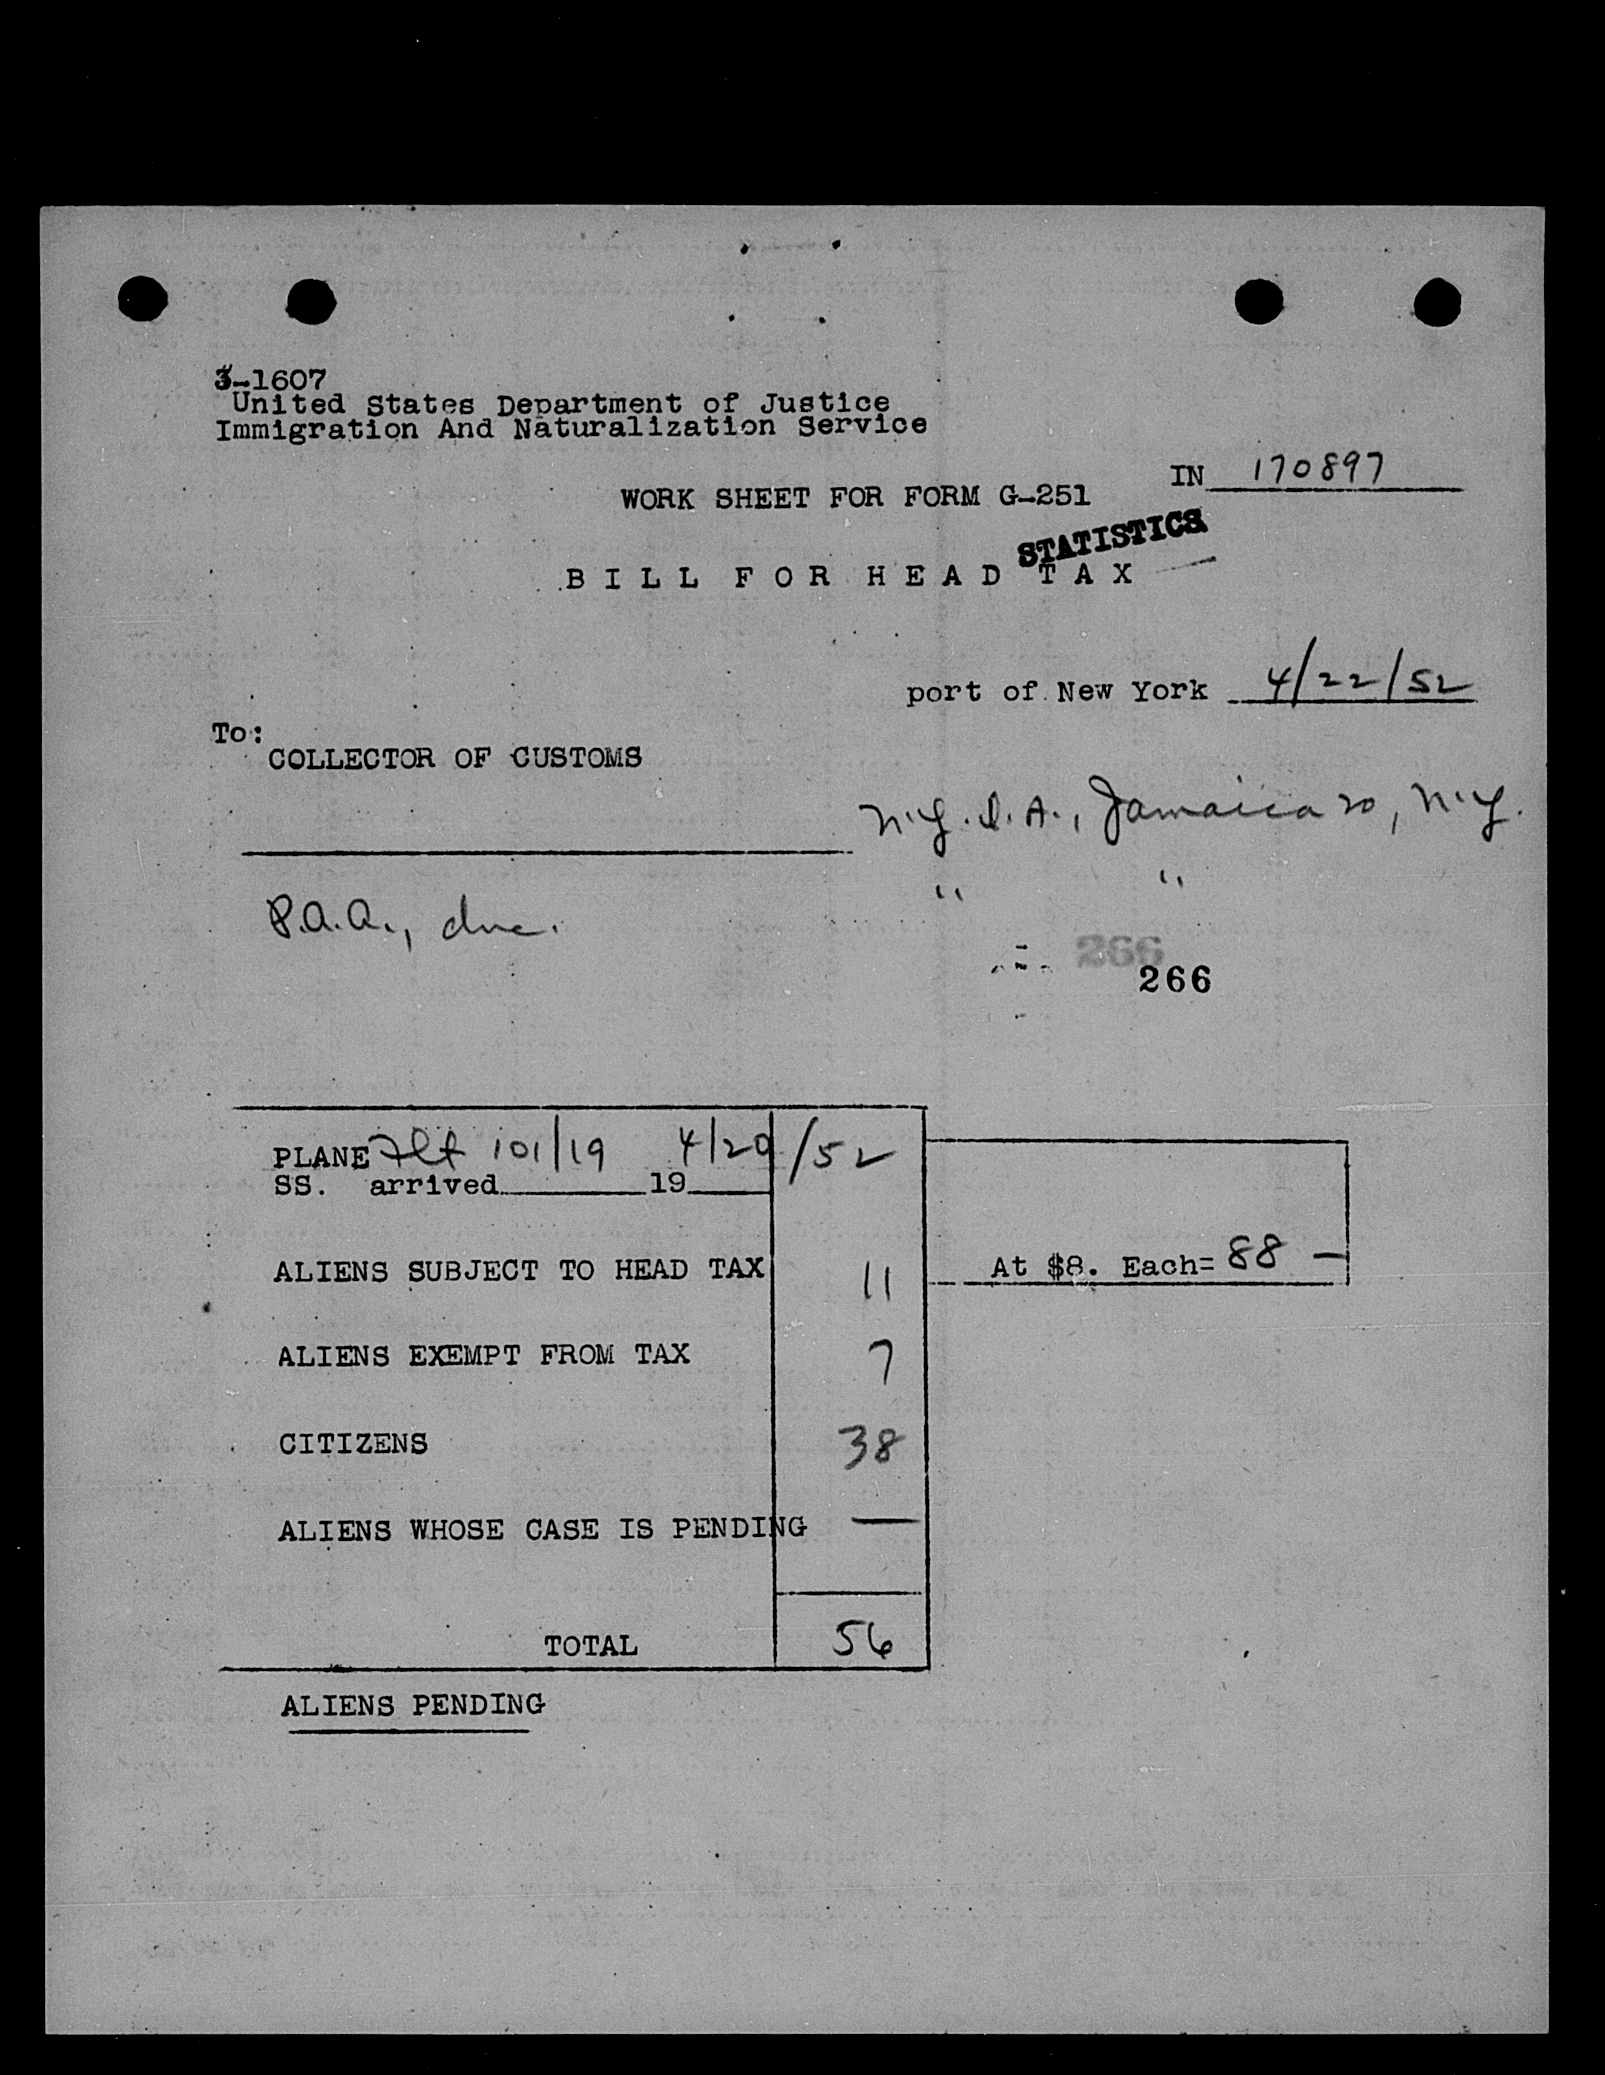 3-1607
United States Department of Justice
Immigration And Naturalization Service
IN 170897
WORK SHEET FOR FORM G-251
STATISTICS
BILL FOR HEAD TAX
port of New York 4/22/52
To:
COLLECTOR OF CUSTOMS
N.Y.I.A., Jamaica 20, N.Y.
" "
P.A.A., Inc.
266
266
PLANE Flt 101/19 4/20/52
SS. arrived 19
ALIENS SUBJECT TO HEAD TAX 11 At $8. Each= 88 —
ALIENS EXEMPT FROM TAX 7
CITIZENS 38
ALIENS WHOSE CASE IS PENDING —
TOTAL 56
ALIENS PENDING